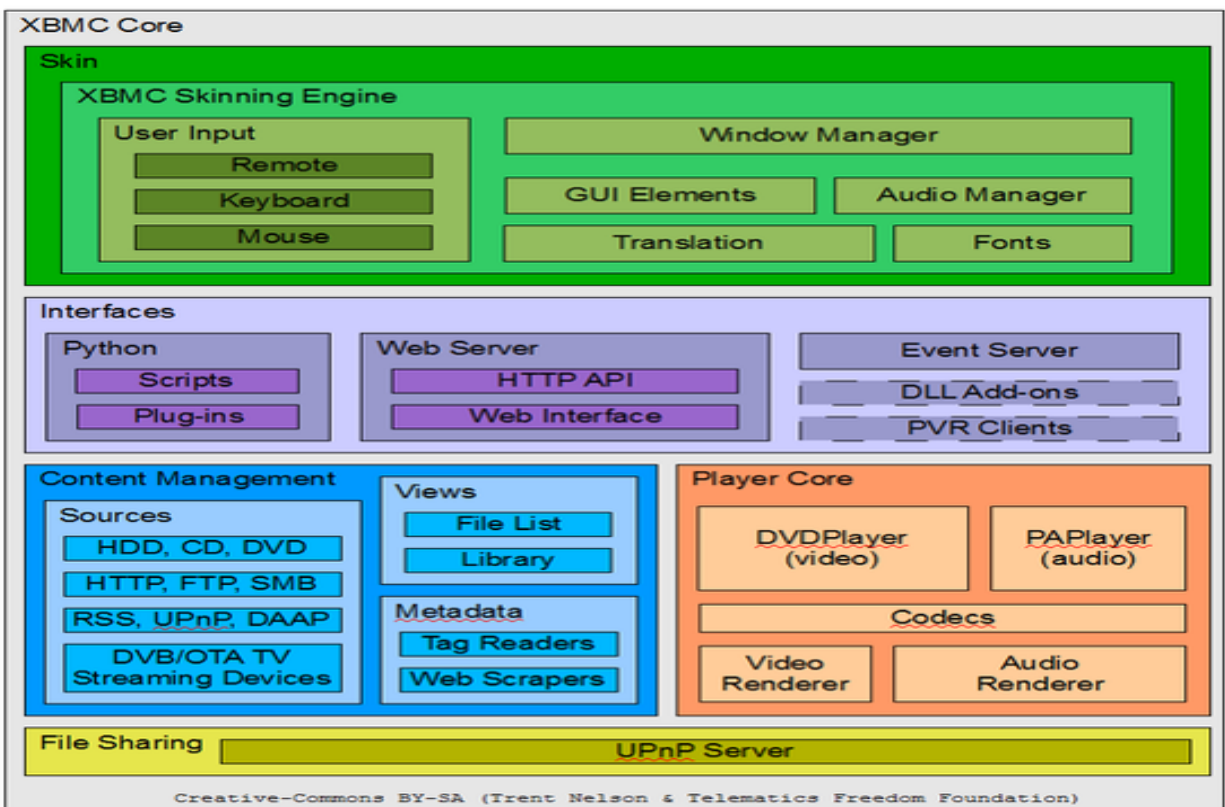 XBMC Core
Skin
XBMC Skinning Engine
User Input
Remote
Keyboard
Mouse
Window Manager
GUI Elements
Audio Manager
Translation
Fonts
Interfaces
Python
Scripts
Plug-ins
Web Server
HTTP API
Web Interface
Event Server
DLL Add-ons
PVR Clients
Content Management
Sources
HDD, CD, DVD
HTTP, FTP, SMB
RSS, UPnP, DAAP
DVB/OTA TV
Streaming Devices
Views
File List
Library
Metadata
Tag Readers
Web Scrapers
Player Core
DVDPlayer
(video)
PAPlayer
(audio)
Codecs
Video
Renderer
Audio
Renderer
File Sharing
UPnP Server
Creative-Commons BY-SA (Trent Nelson & Telematics Freedom Foundation)